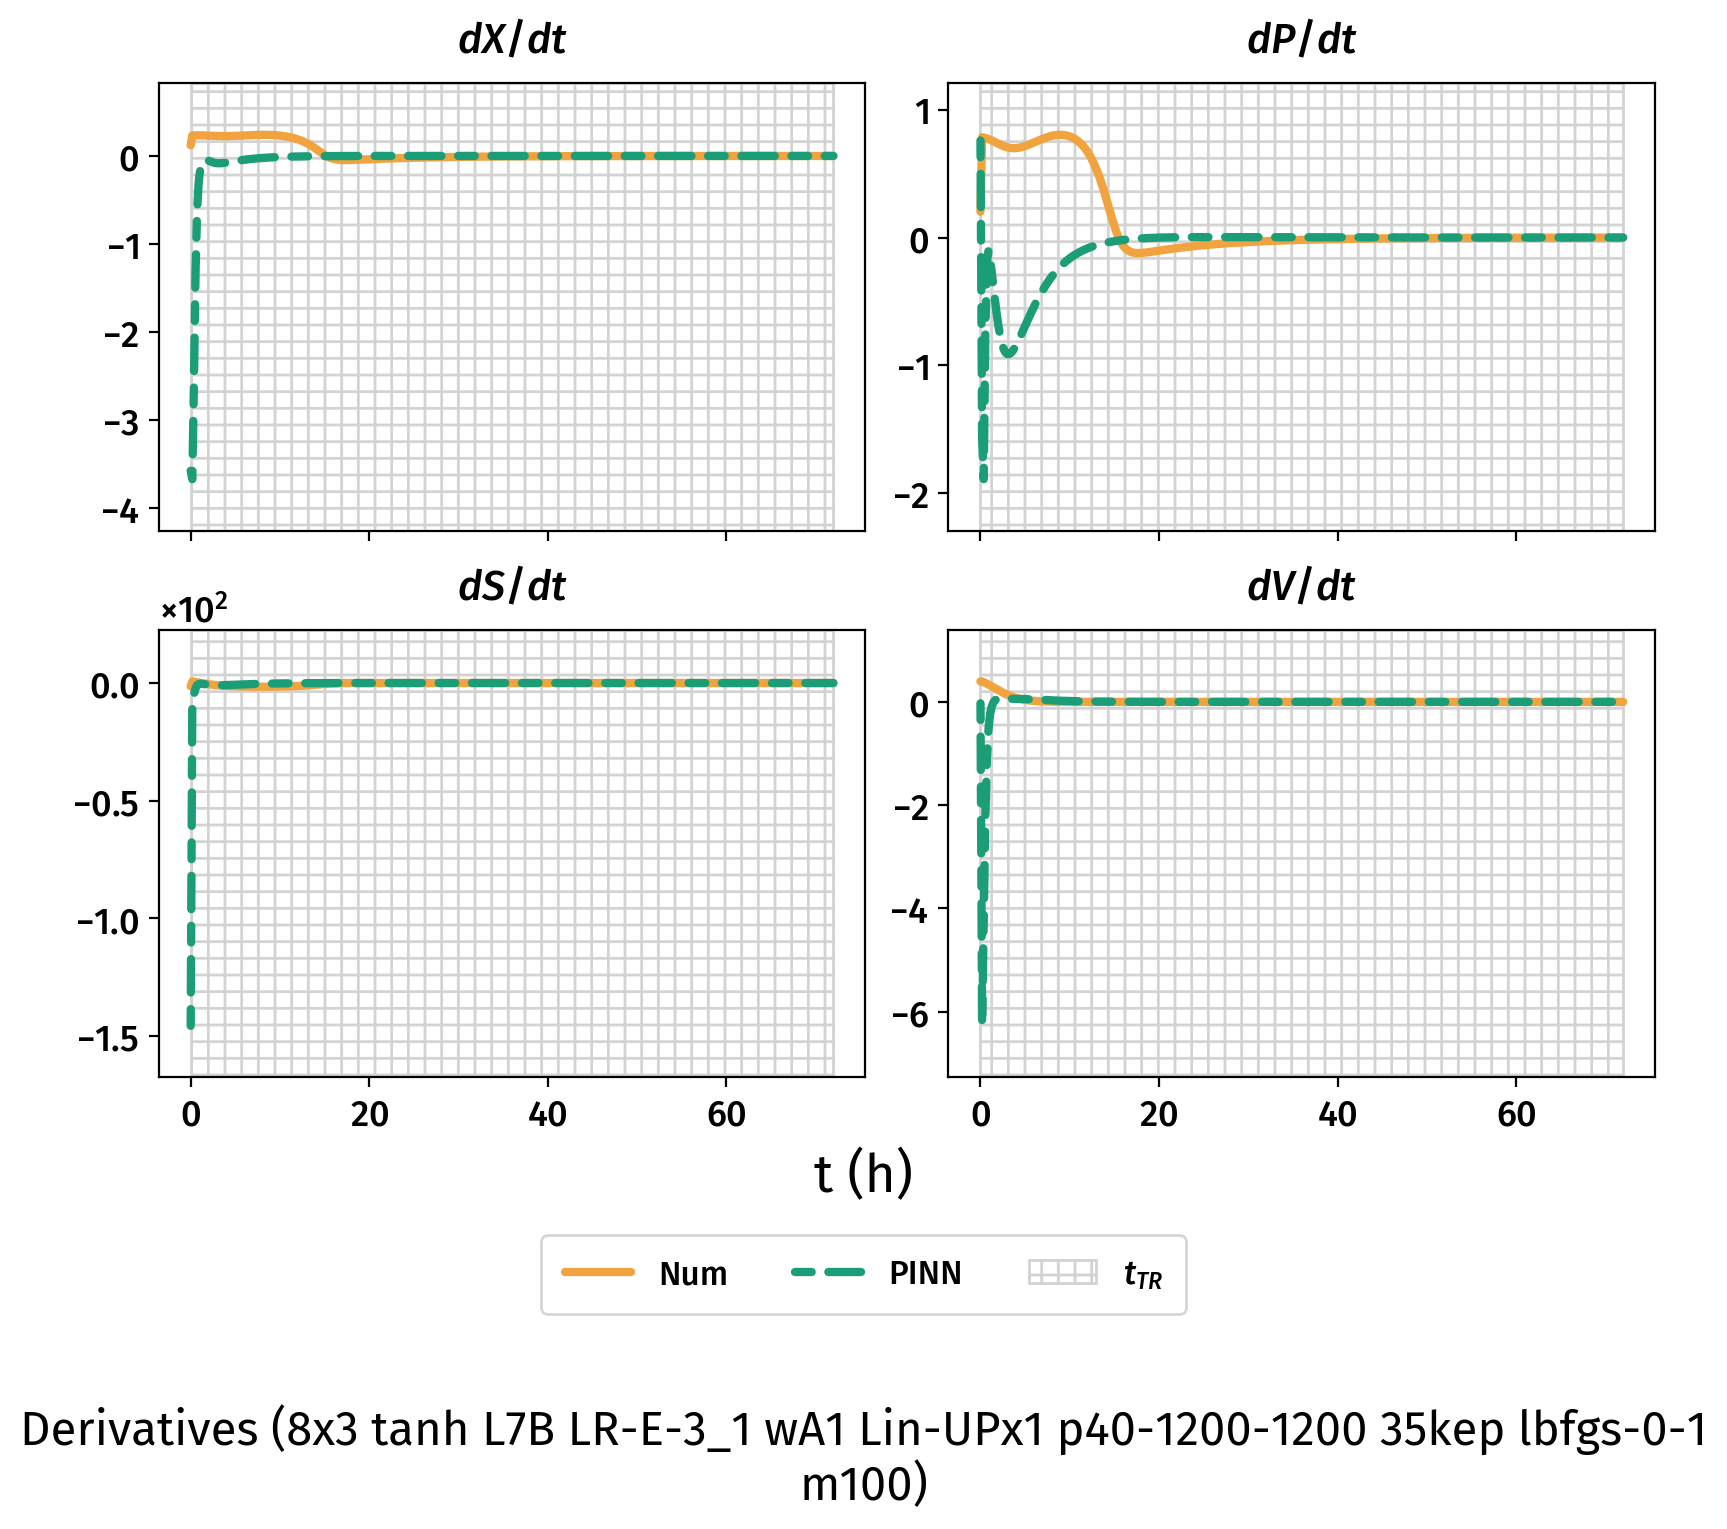 dX/dt
dP/dt
0
−1
−2
−3
−4
1
0
−1
−2
dS/dt
dV/dt
×10²
0.0
−0.5
−1.0
−1.5
0
−2
−4
−6
0 20 40 60
0 20 40 60
t (h)
Num PINN t_TR
Derivatives (8x3 tanh L7B LR-E-3_1 wA1 Lin-UPx1 p40-1200-1200 35kep lbfgs-0-1
m100)